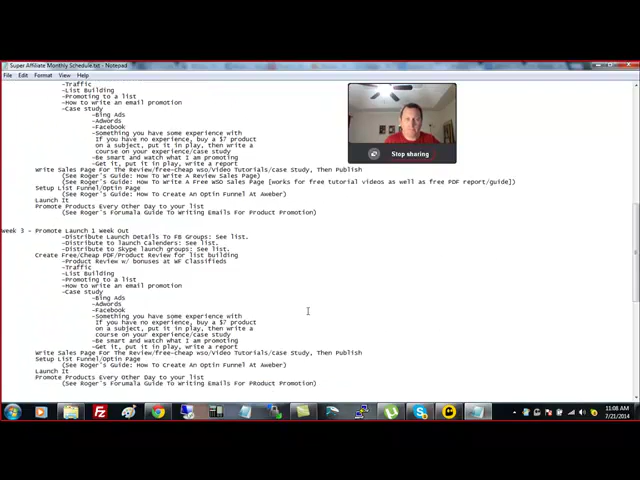 Super Affiliate Monthly Schedule.txt - Notepad
File Edit Format View Help
-Traffic
-List Building
-Promoting to a list
-How to write an email promotion
-Case study
-Bing Ads
-Adwords
-Facebook
-Something you have some experience with
If you have no experience, buy a $7 product
on a subject, put it in play, then write a
course on your experience/case study
-Be smart and watch what I am promoting
-Get it, put it in play, write a report
Write Sales Page For The Review/free-cheap wso/Video Tutorials/case Study, Then Publish
(See Roger's Guide: How To Write A Review Sales Page)
(See Roger's Guide: How To Write A Free WSO Sales Page [works for free tutorial videos as well as free PDF report/guide])
Setup List Funnel/Optin Page
(See Roger's Guide: How To Create An Optin Funnel At Aweber)
Launch It
Promote Products Every Other Day to your list
(See Roger's Forumala Guide To Writing Emails For PRoduct Promotion)
Stop sharing
week 3 - Promote Launch 1 week Out
-Distribute Launch Details To FB Groups: See list.
-Distribute to launch Calenders: See list.
-Distribute to Skype launch groups: See list.
Create Free/Cheap PDF/Product Review for list building
-Product Review w/ bonuses at WF Classifieds
-Traffic
-List Building
-Promoting to a list
-How to write an email promotion
-Case study
-Bing Ads
-Adwords
-Facebook
-Something you have some experience with
If you have no experience, buy a $7 product
on a subject, put it in play, then write a
course on your experience/case study
-Be smart and watch what I am promoting
-Get it, put it in play, write a report
Write Sales Page For The Review/free-cheap wso/Video Tutorials/case Study, Then Publish
Setup List Funnel/Optin Page
(See Roger's Guide: How To Create An Optin Funnel At Aweber)
Launch It
Promote Products Every Other Day to your list
(See Roger's Forumala Guide To Writing Emails For PRoduct Promotion)
11:08 AM
7/21/2014